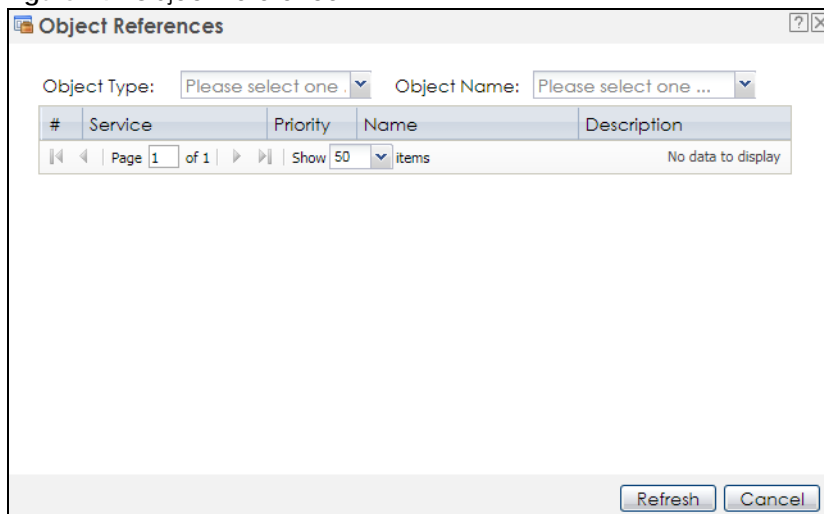 Object References
Object Type: Please select one . Object Name: Please select one ...
# Service Priority Name Description
Page 1 of 1 Show 50 items No data to display
Refresh Cancel